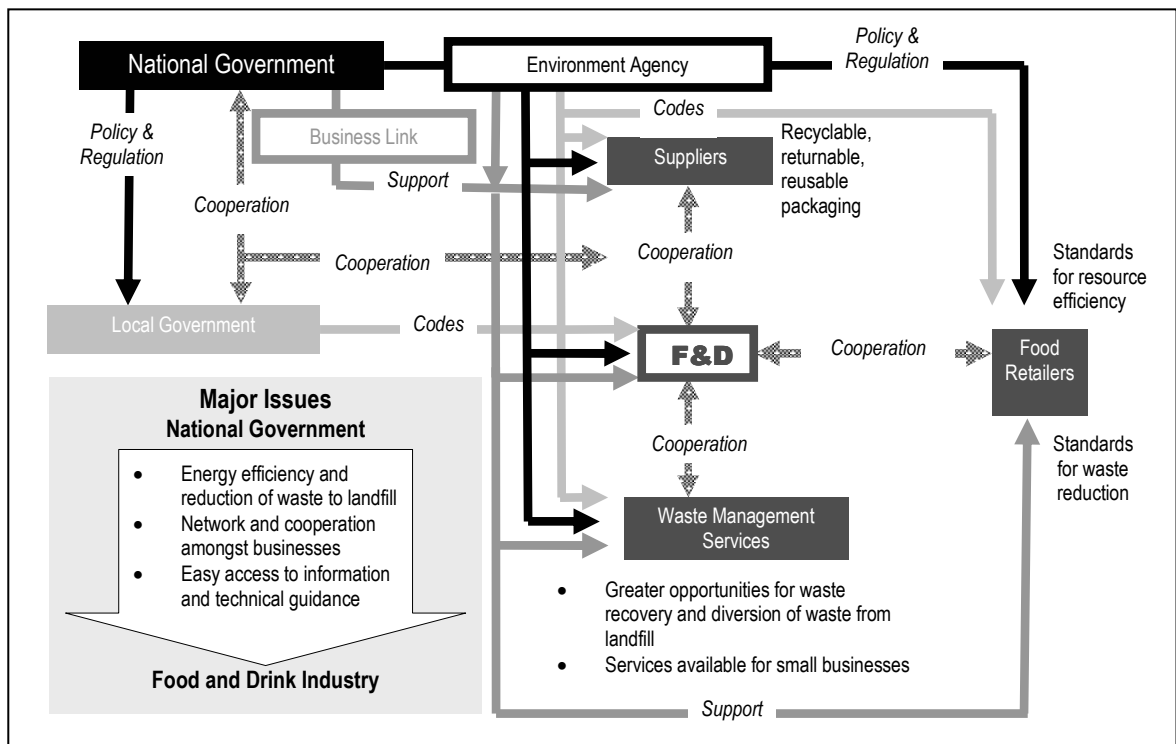 National Government
Environment Agency
Policy &
Regulation
Policy &
Regulation
Business Link
Codes
Suppliers
Recyclable,
returnable,
reusable
packaging
Support
Cooperation
Cooperation
Cooperation
Standards
for resource
efficiency
Local Government
Codes
F&D
Cooperation
Food
Retailers
Major Issues
National Government
• Energy efficiency and
reduction of waste to landfill
• Network and cooperation
amongst businesses
• Easy access to information
and technical guidance
Food and Drink Industry
Cooperation
Standards
for waste
reduction
Waste Management
Services
• Greater opportunities for waste
recovery and diversion of waste from
landfill
• Services available for small businesses
Support